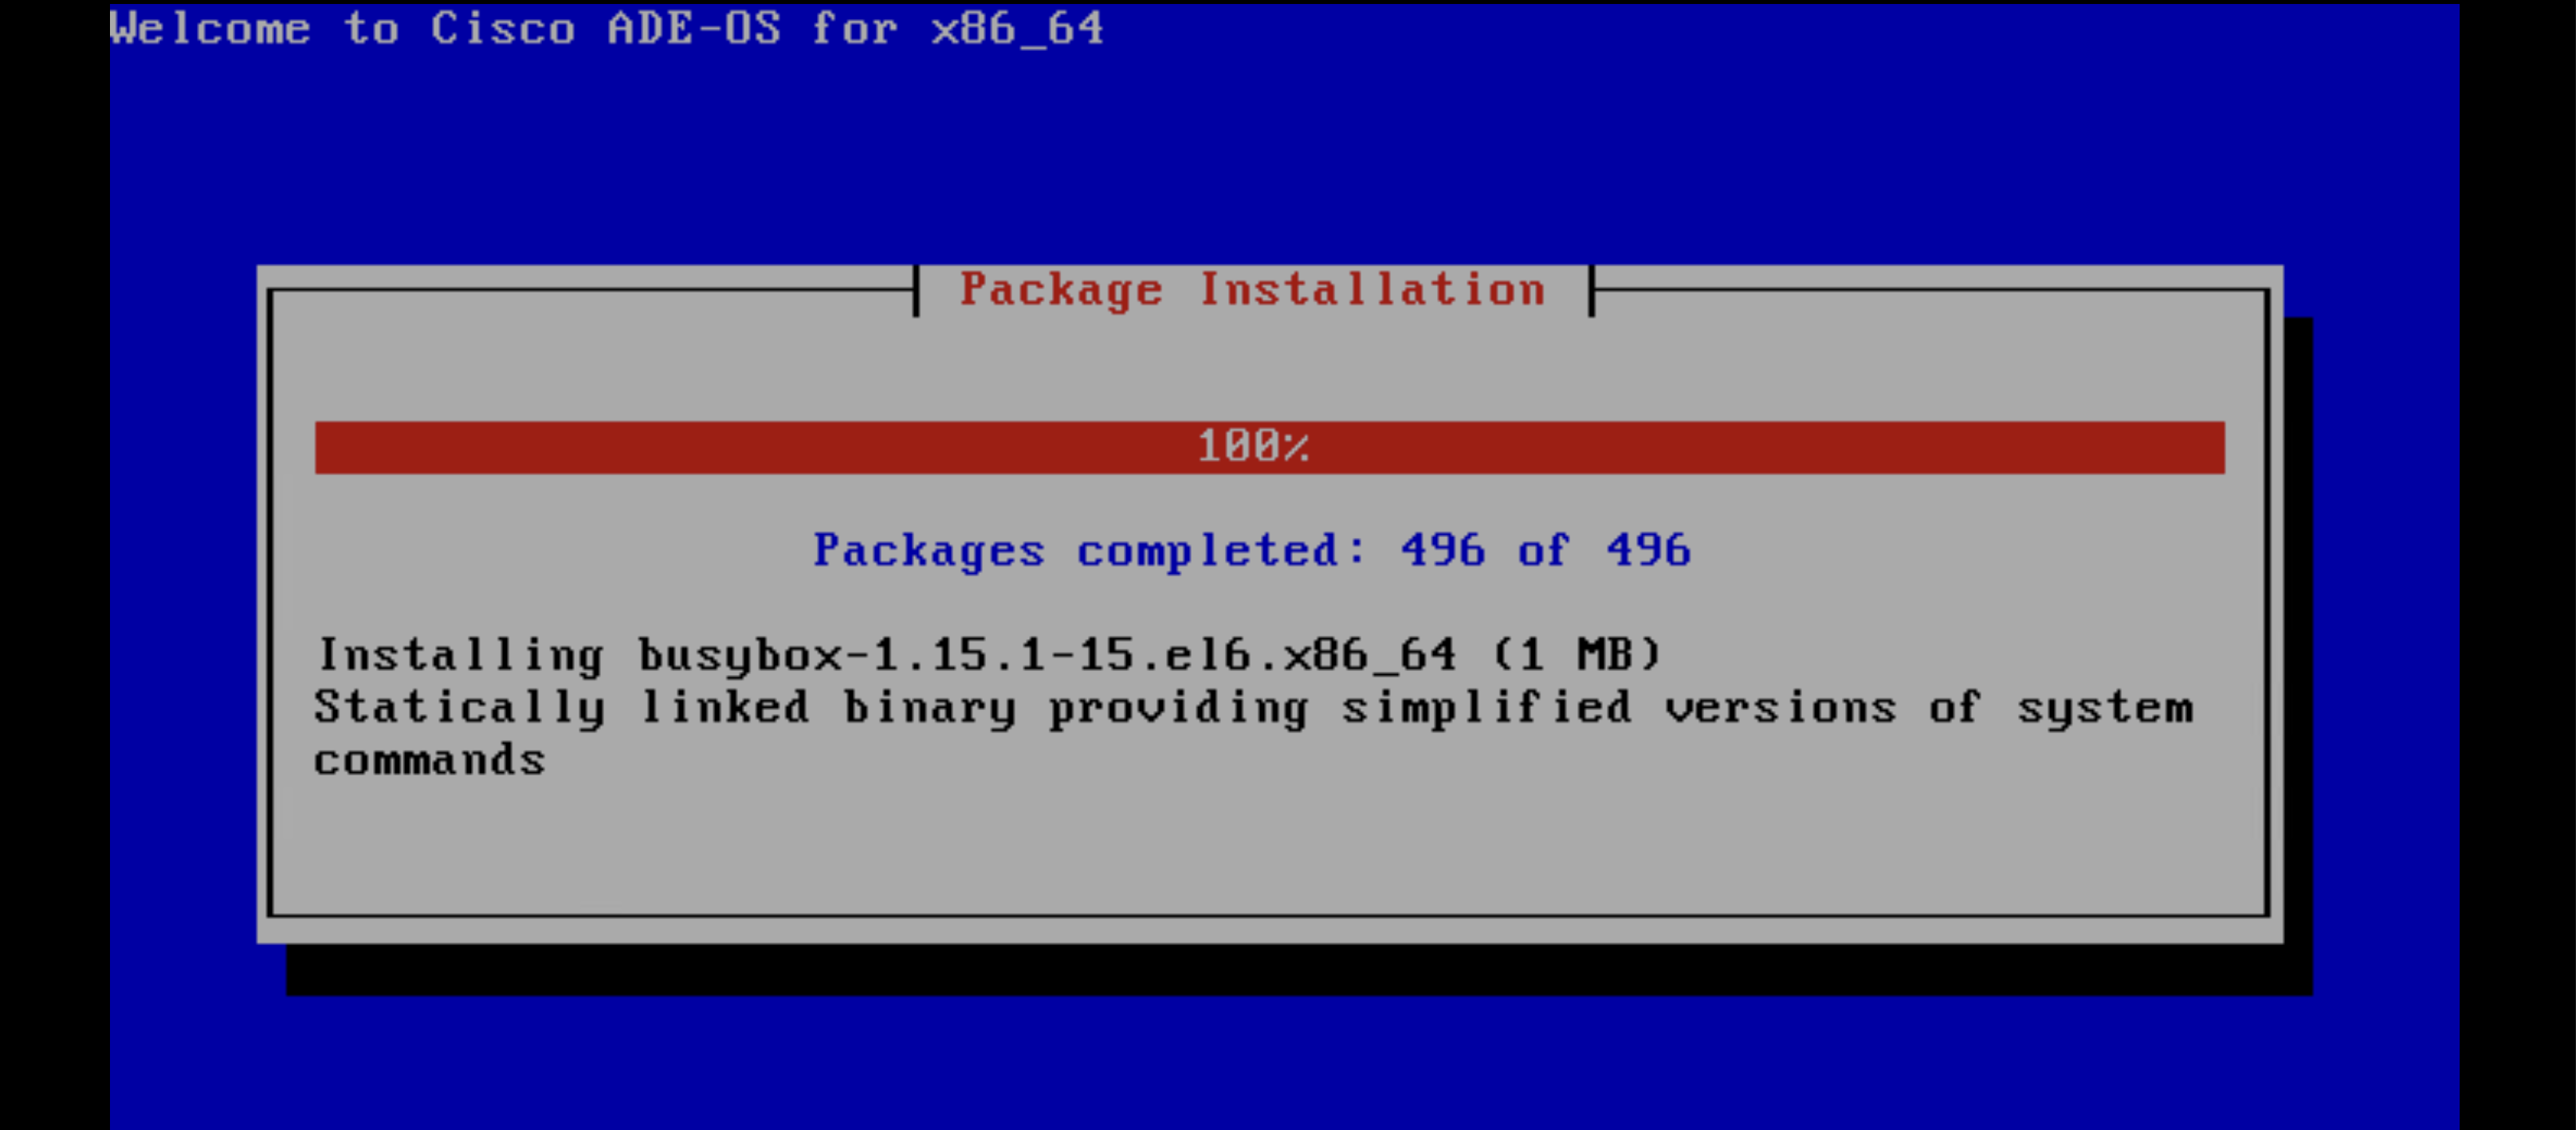 Welcome to Cisco ADE-OS for x86_64
Package Installation
100%
Packages completed: 496 of 496
Installing busybox-1.15.1-15.el6.x86_64 (1 MB)
Statically linked binary providing simplified versions of system
commands